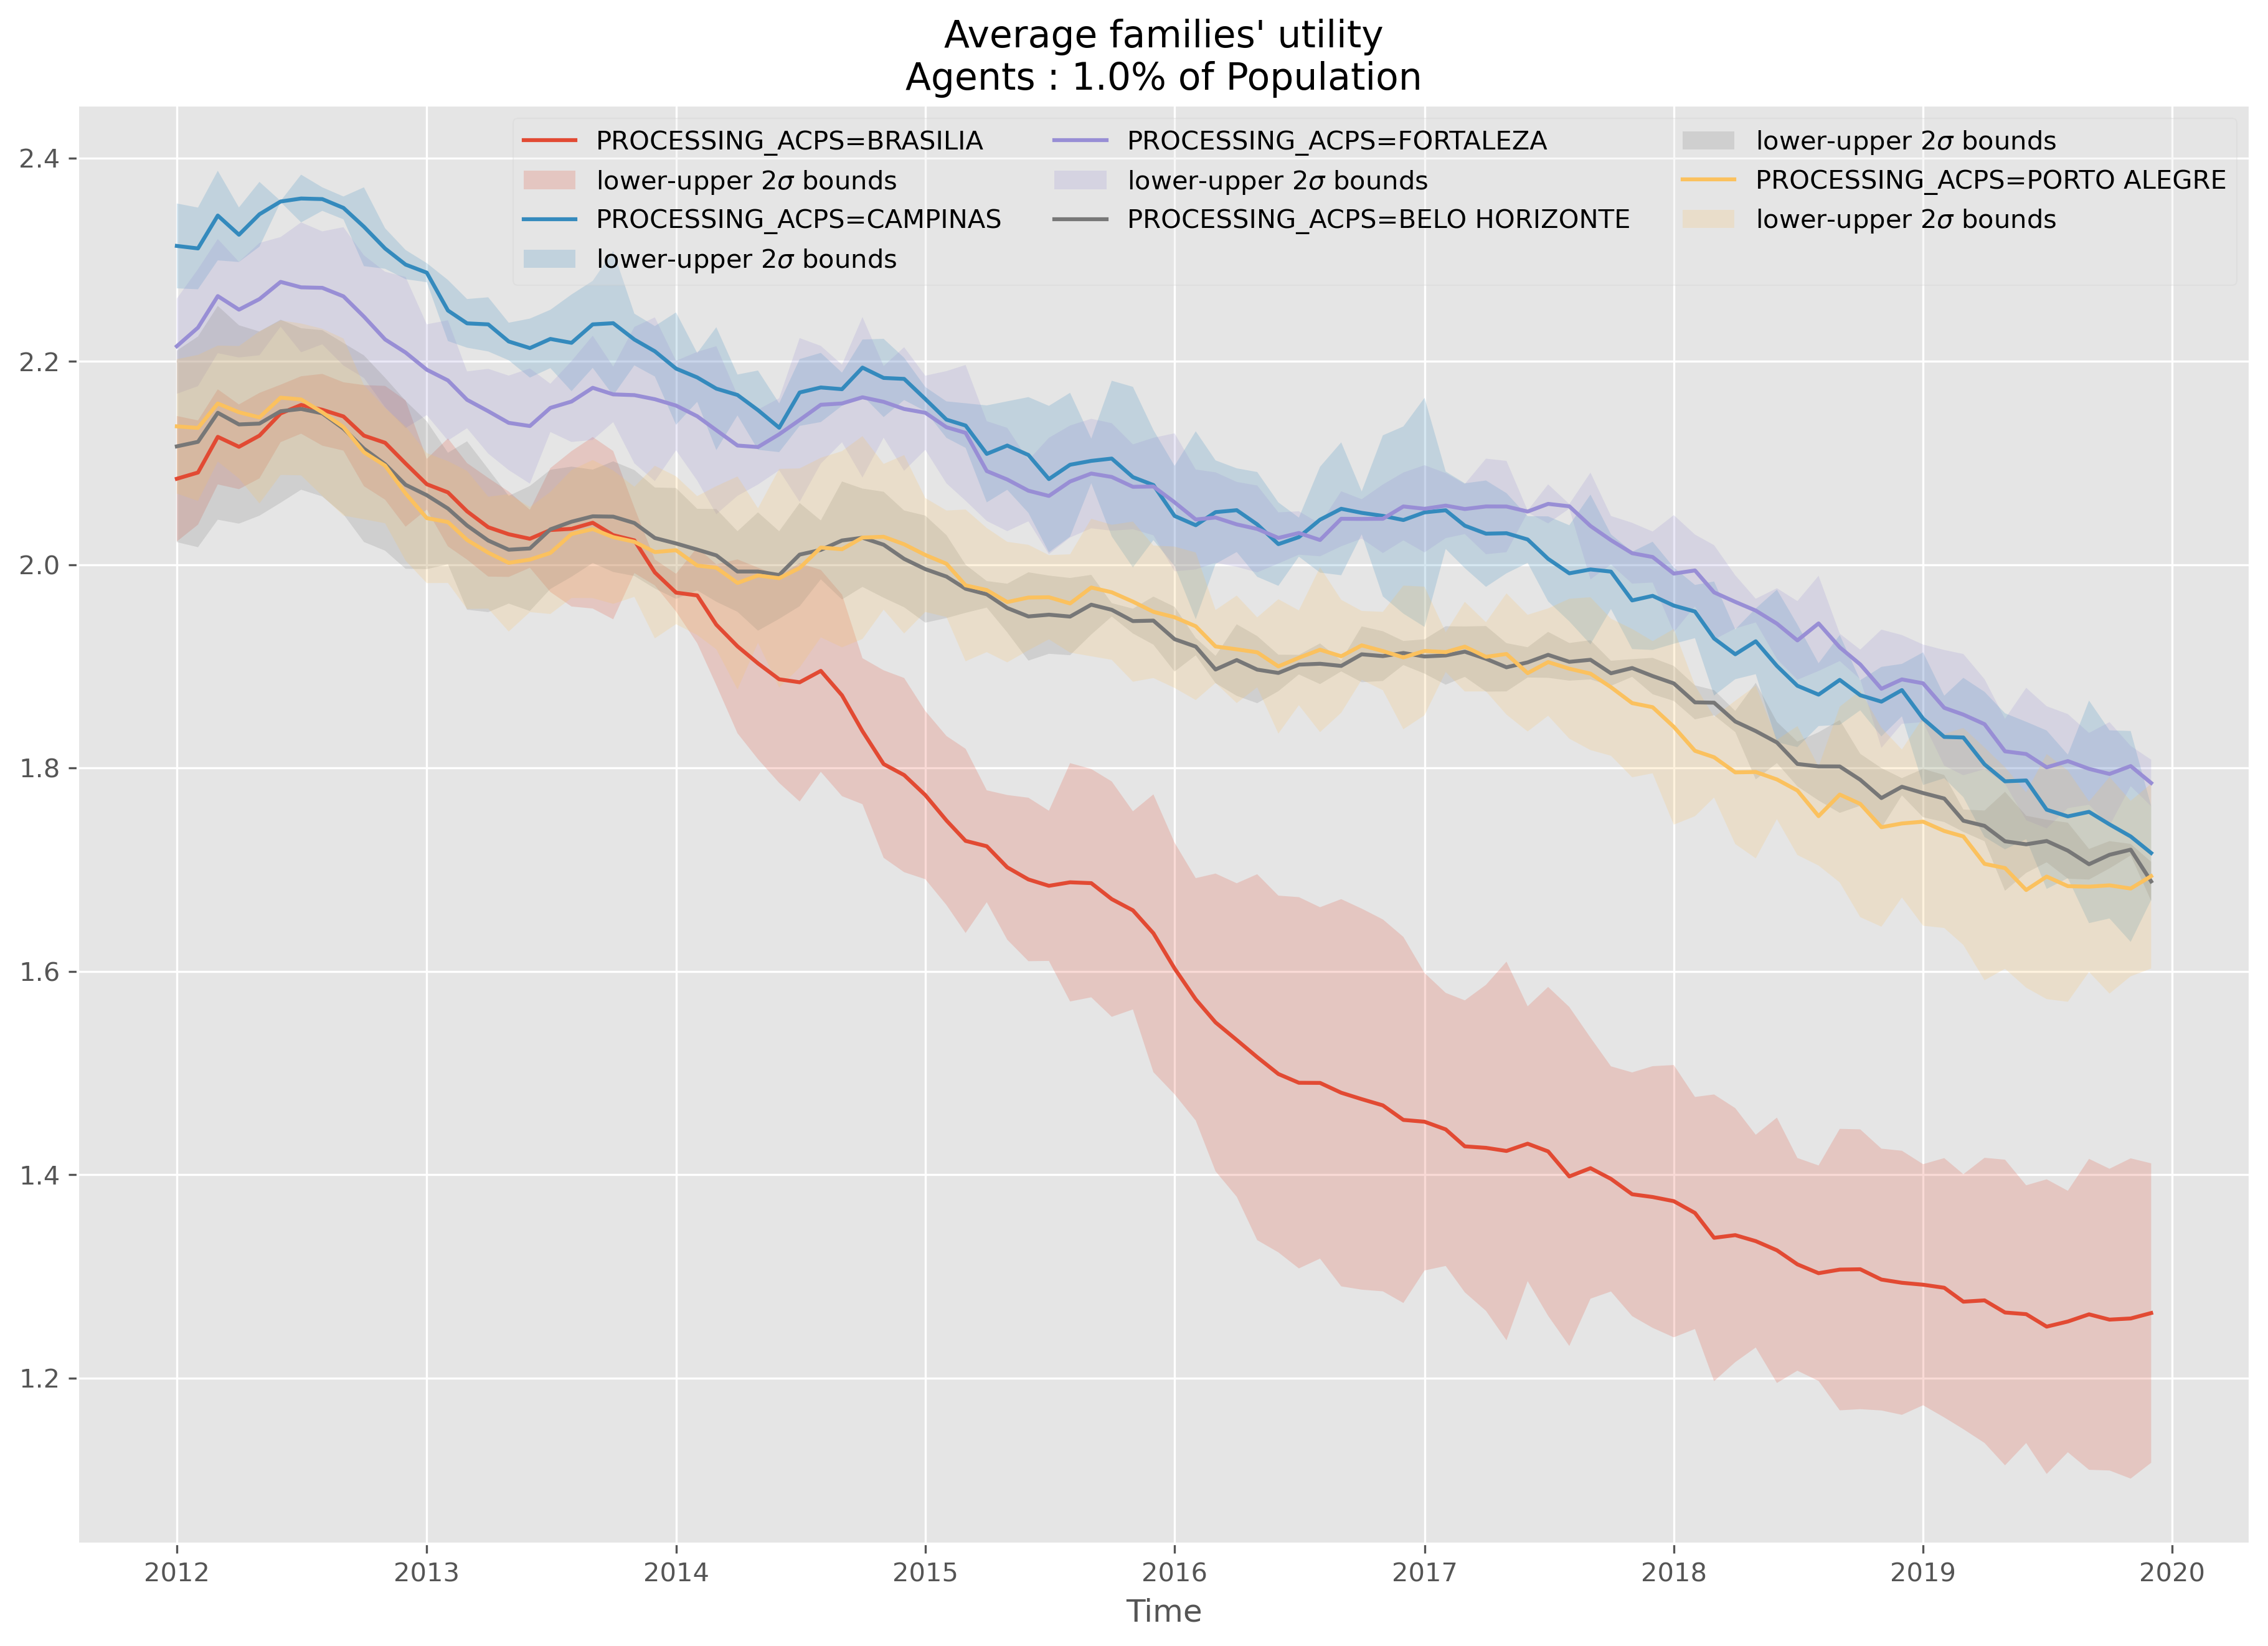 Average families' utility
Agents : 1.0% of Population
PROCESSING_ACPS=BRASILIA
lower-upper 2σ bounds
PROCESSING_ACPS=CAMPINAS
lower-upper 2σ bounds
PROCESSING_ACPS=FORTALEZA
lower-upper 2σ bounds
PROCESSING_ACPS=BELO HORIZONTE
lower-upper 2σ bounds
PROCESSING_ACPS=PORTO ALEGRE
lower-upper 2σ bounds
2.4
2.2
2.0
1.8
1.6
1.4
1.2
2012 2013 2014 2015 2016 2017 2018 2019 2020
Time